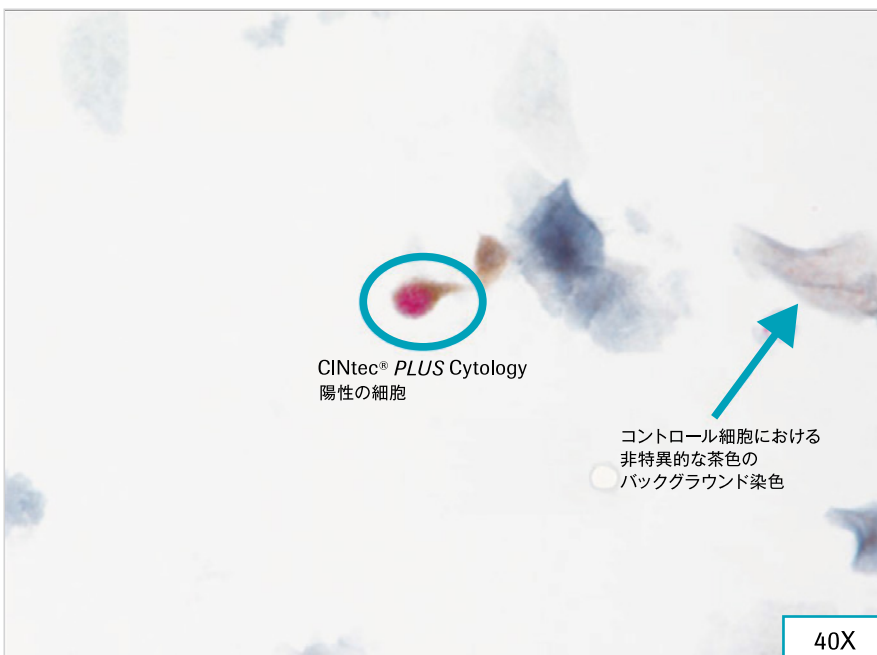 CINtec® PLUS Cytology
陽性の細胞
コントロール細胞における
非特異的な茶色の
バックグラウンド染色
40X